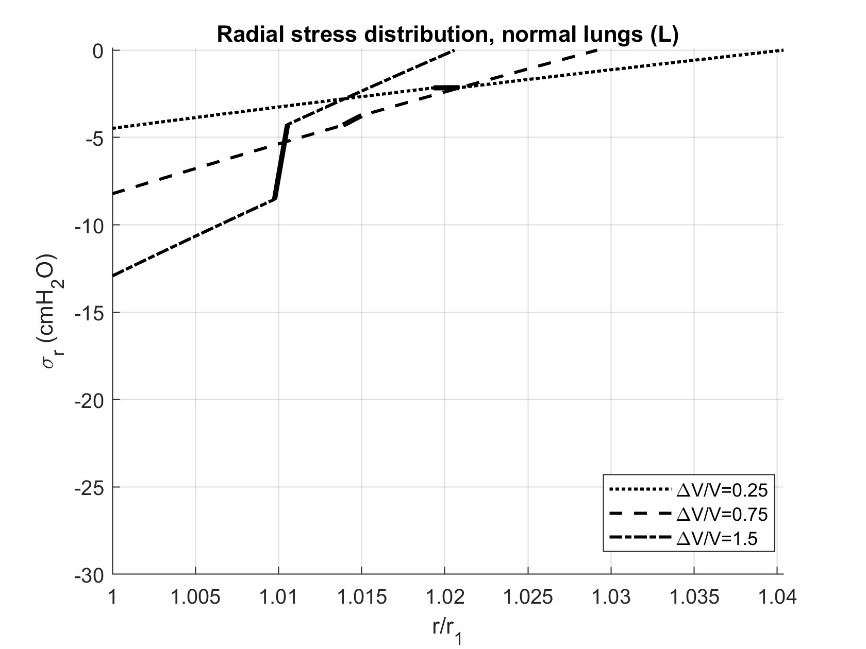 Radial stress distribution, normal lungs (L)
0
-5
-10
-15
-20
-25
-30
σr (cmH2O)
ΔV/V=0.25
ΔV/V=0.75
ΔV/V=1.5
1 1.005 1.01 1.015 1.02 1.025 1.03 1.035 1.04
r/r1